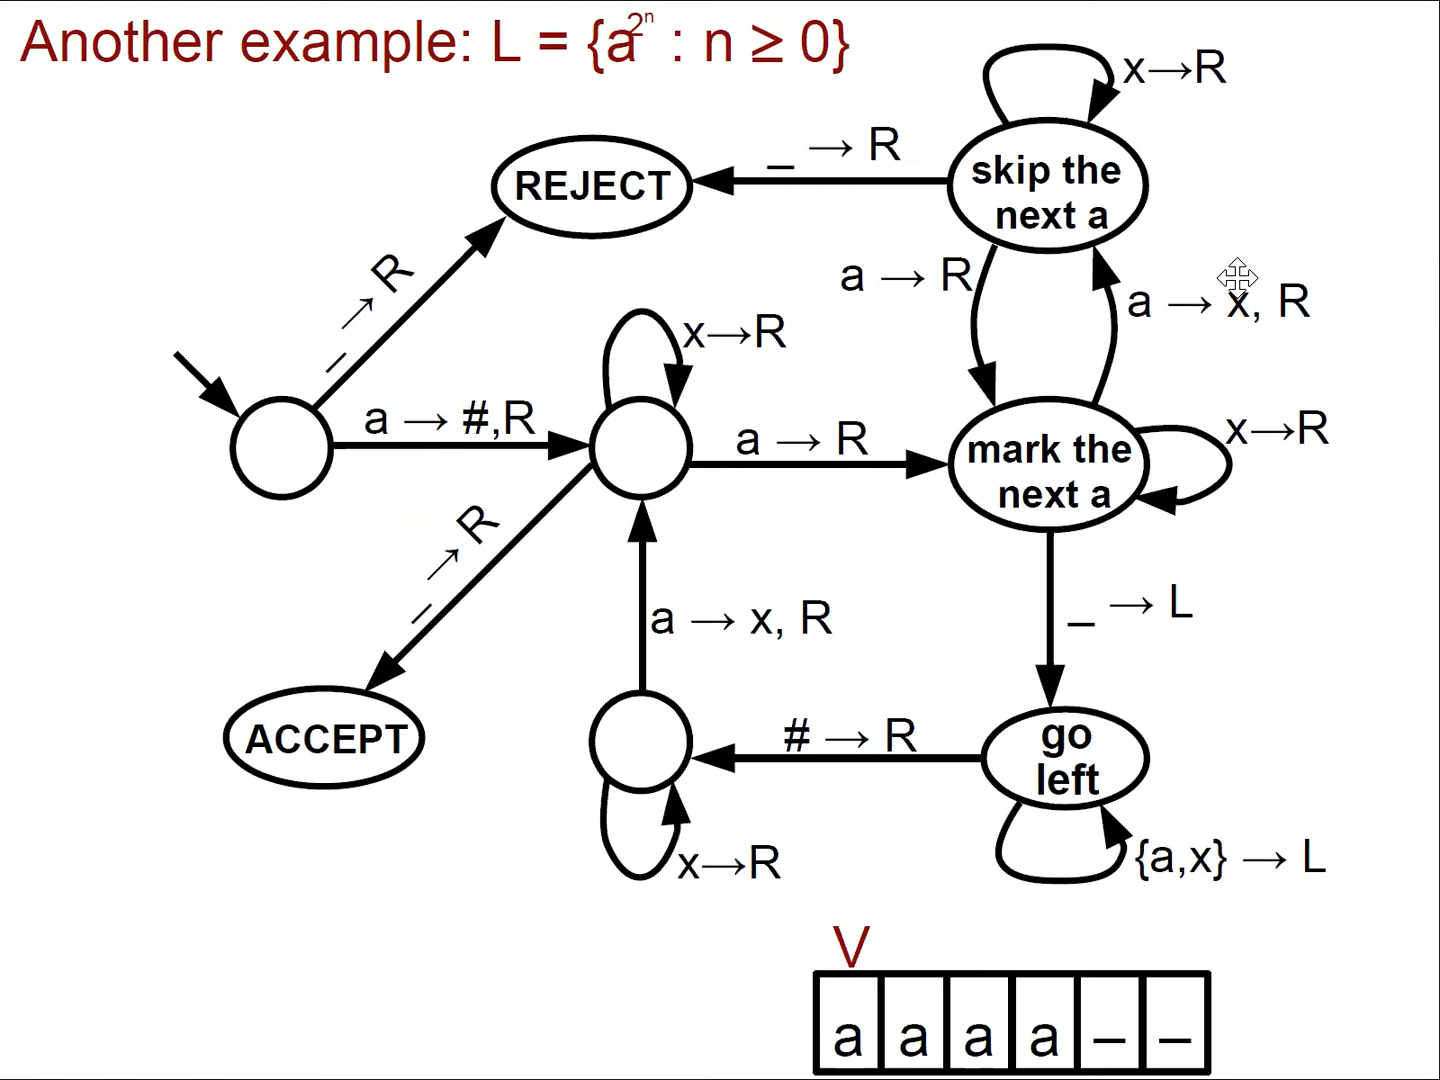 Another example: L = {a^2^n : n ≥ 0}
x→R
_ → R
REJECT
skip the
next a
_ → R
a → R
a → x, R
x→R
a → #,R
a → R
mark the
next a
x→R
_ → R
a → x, R
_ → L
ACCEPT
# → R
go
left
x→R
{a,x} → L
V
a a a a _ _